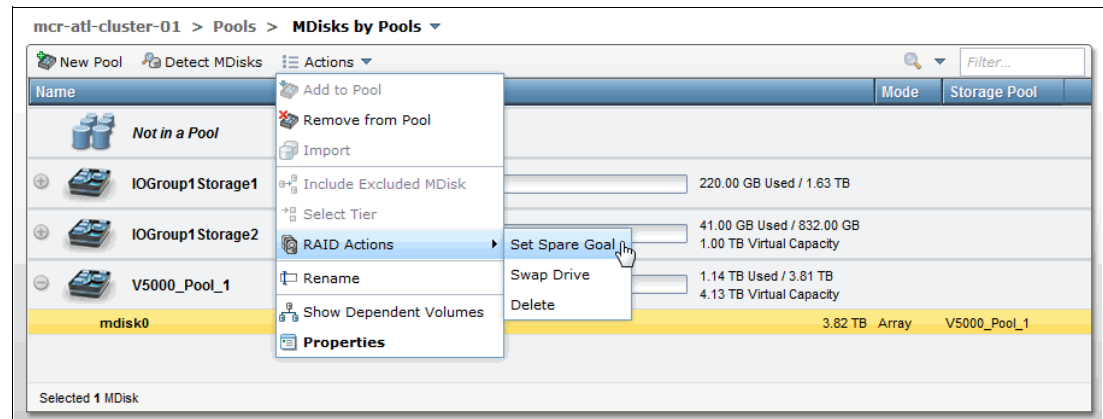 mcr-atl-cluster-01 > Pools > MDisks by Pools
New Pool Detect MDisks Actions Filter...
Name Mode Storage Pool
Add to Pool
Not in a Pool
Remove from Pool
Import
IOGroup1Storage1 220.00 GB Used / 1.63 TB
Include Excluded MDisk
Select Tier
IOGroup1Storage2 41.00 GB Used / 832.00 GB
1.00 TB Virtual Capacity
RAID Actions Set Spare Goal
Swap Drive
Delete
V5000_Pool_1 1.14 TB Used / 3.81 TB
4.13 TB Virtual Capacity
Rename
Show Dependent Volumes
mdisk0 3.82 TB Array V5000_Pool_1
Properties
Selected 1 MDisk